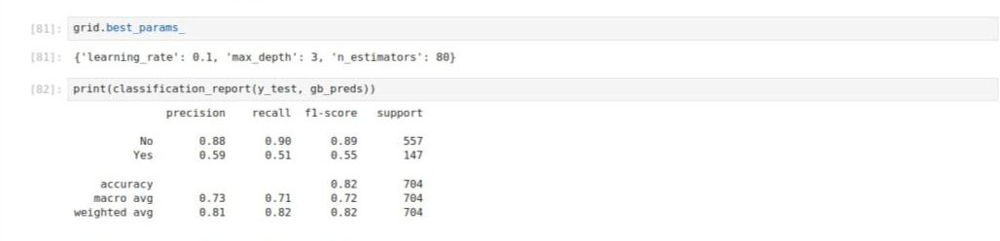 [81]: grid.best_params_
[81]: {'learning_rate': 0.1, 'max_depth': 3, 'n_estimators': 80}
[82]: print(classification_report(y_test, gb_preds))
precision recall f1-score support
No 0.88 0.90 0.89 557
Yes 0.59 0.51 0.55 147
accuracy 0.82 704
macro avg 0.73 0.71 0.72 704
weighted avg 0.81 0.82 0.82 704